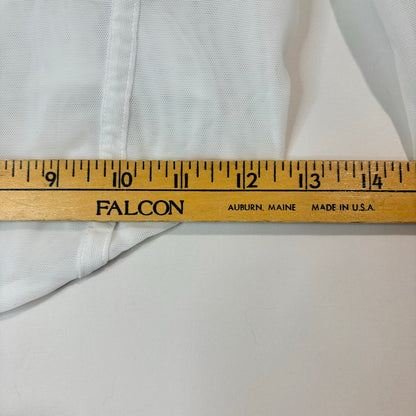 9 10 11 12 13 14
FALCON AUBURN, MAINE MADE IN U.S.A.